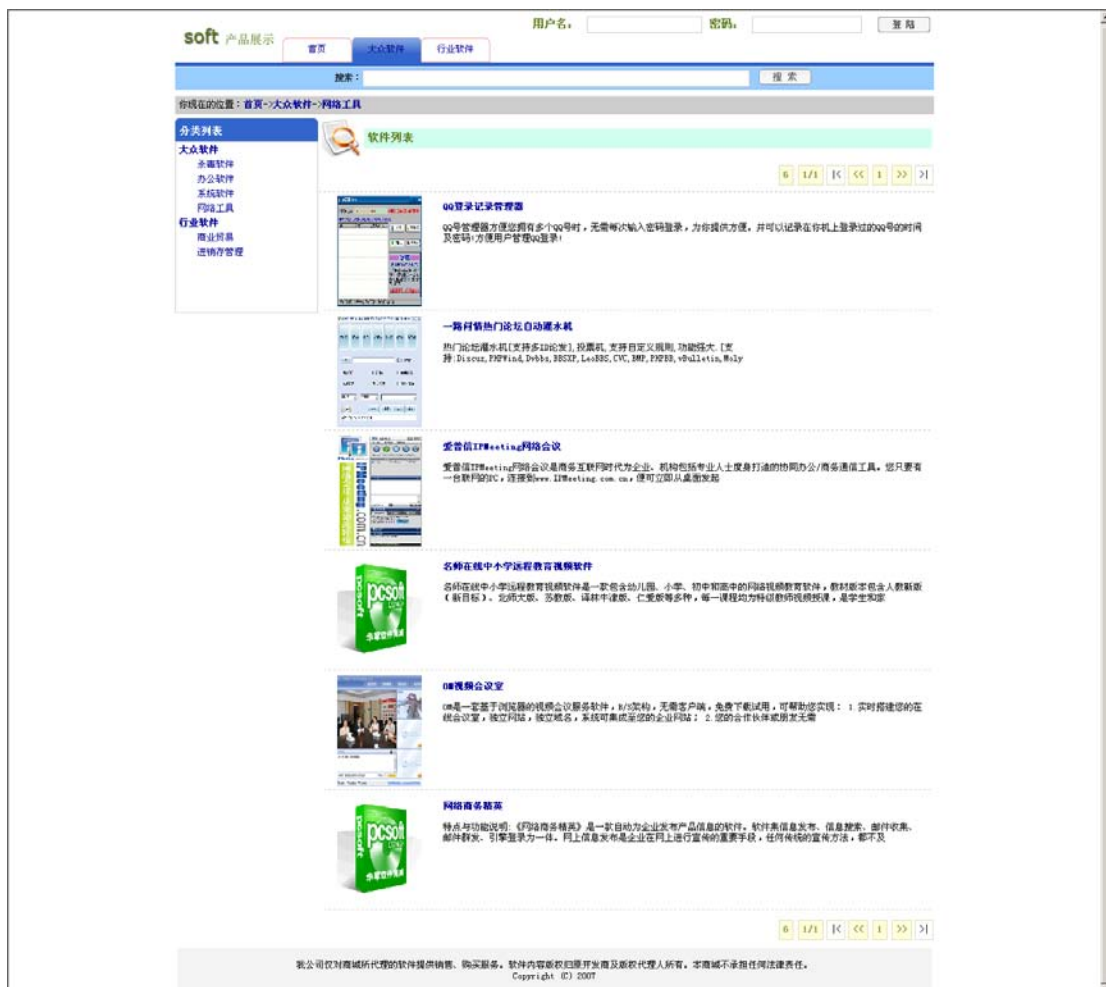 用户名： 密码： 登 陆
soft 产品展示
首页 大众软件 行业软件
搜索： 搜 索
你现在的位置：首页->大众软件->网络工具
分类列表
大众软件
杀毒软件
办公软件
系统软件
网络工具
行业软件
商业贸易
进销存管理
软件列表
6 1/1 |< << 1 >> >|
QQ登录记录管理器
QQ号管理器方便您拥有多个QQ号时，无需每次输入密码登录，为你提供方便。并可以记录在你机上登录过的QQ号的时间
及密码!方便用户管理QQ登录!
一路有情热门论坛自动灌水机
热门论坛灌水机[支持多ID论发],投票机,支持自定义规则,功能强大.[支
持:Discuz,PHPWind,Dvbbs,BBSXP,LeoBBS,CVC,BMP,PHPBB,vBulletin,Moly
爱普信IPMeeting网络会议
爱普信IPMeeting网络会议是商务互联网时代为企业、机构包括专业人士度身打造的协同办公/商务通信工具。您只要有
一台联网的PC，连接到www.IPMeeting.com.cn，便可立即从桌面发起
名师在线中小学远程教育视频软件
名师在线中小学远程教育视频软件是一款包含幼儿园、小学、初中和高中的网络视频教育软件，教材版本包含人教新版
（新目标）、北师大版、苏教版、译林牛津版、仁爱版等多种，每一课程均为特级教师视频授课，是学生和家
pcsoft
OM视频会议室
OM是一套基于浏览器的视频会议服务软件，B/S架构，无需客户端，免费下载试用，可帮助您实现： 1.实时搭建您的在
线会议室，独立网站，独立域名，系统可集成至您的企业网站； 2.您的合作伙伴或朋友无需
网络商务精英
特点与功能说明:《网络商务精英》是一款自动为企业发布产品信息的软件。软件集信息发布、信息搜索、邮件收集、
邮件群发、引擎登录为一体。网上信息发布是企业在网上进行宣传的重要手段，任何传统的宣传方法，都不及
pcsoft
6 1/1 |< << 1 >> >|
我公司仅对商城所代理的软件提供销售、购买服务。软件内容版权归原开发商及版权代理人所有。本商城不承担任何法律责任。
Copyright (C) 2007